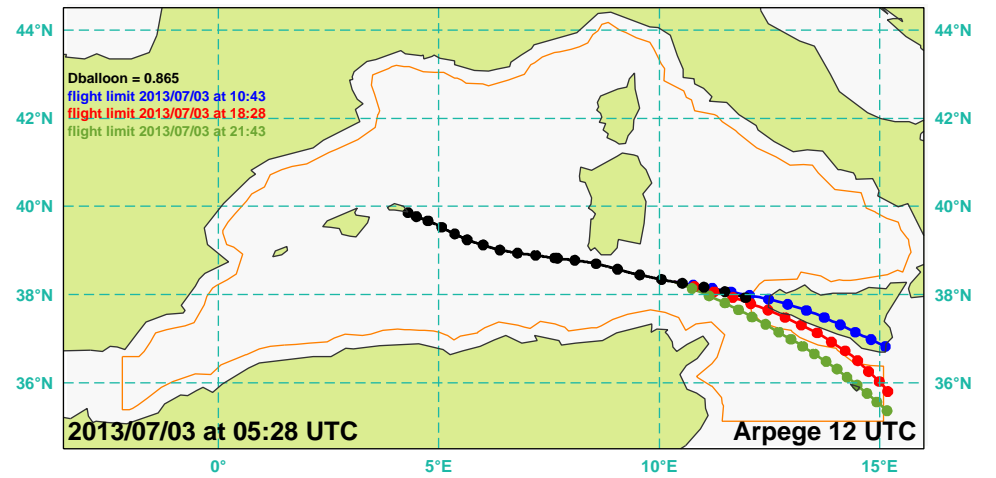 44°N 44°N
Dballoon = 0.865
flight limit 2013/07/03 at 10:43
flight limit 2013/07/03 at 18:28
42°N 42°N
flight limit 2013/07/03 at 21:43
40°N 40°N
38°N 38°N
36°N 36°N
2013/07/03 at 05:28 UTC Arpege 12 UTC
0° 5°E 10°E 15°E